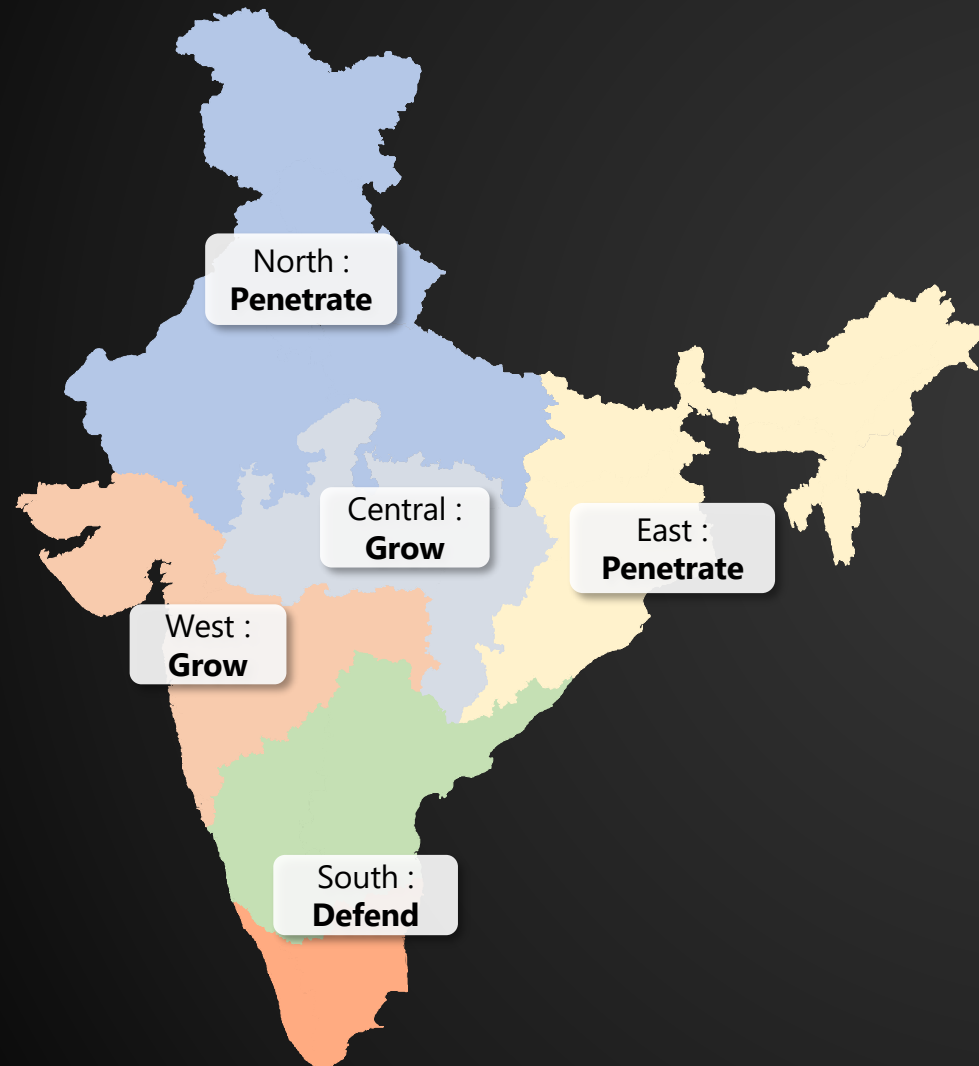 North :
Penetrate
Central :
Grow
East :
Penetrate
West :
Grow
South :
Defend